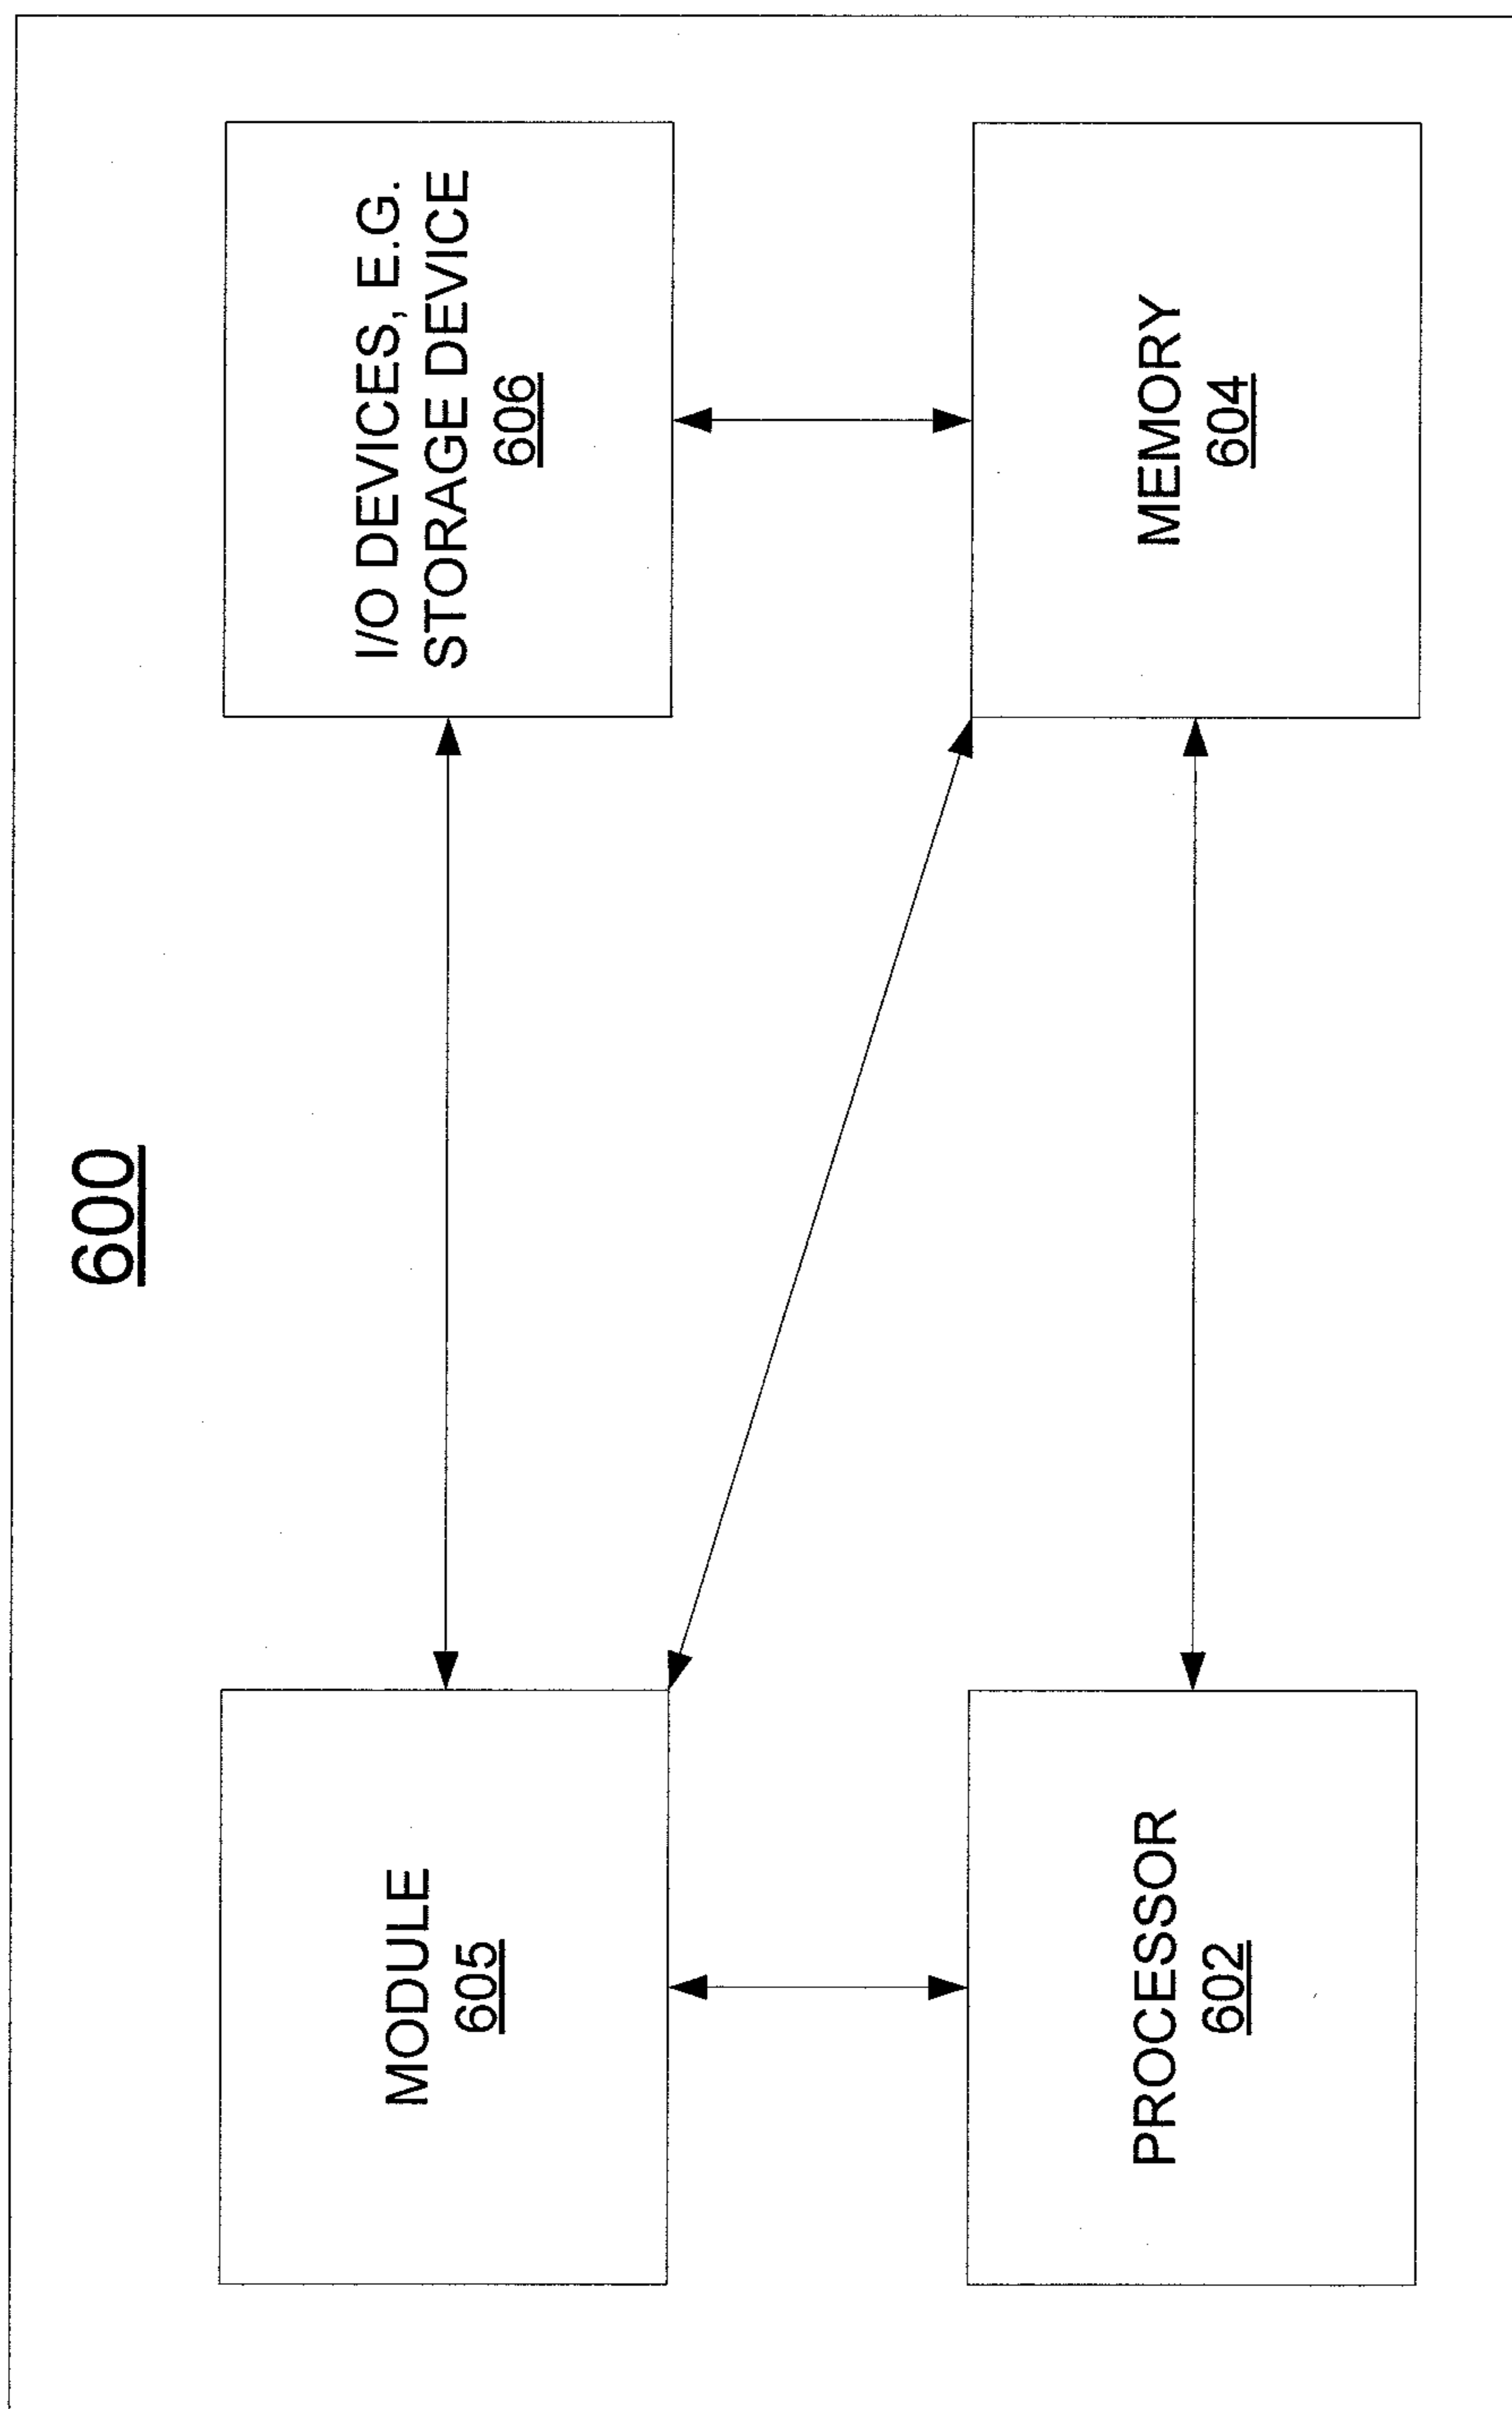 600
MODULE
605
I/O DEVICES, E.G.
STORAGE DEVICE
606
PROCESSOR
602
MEMORY
604